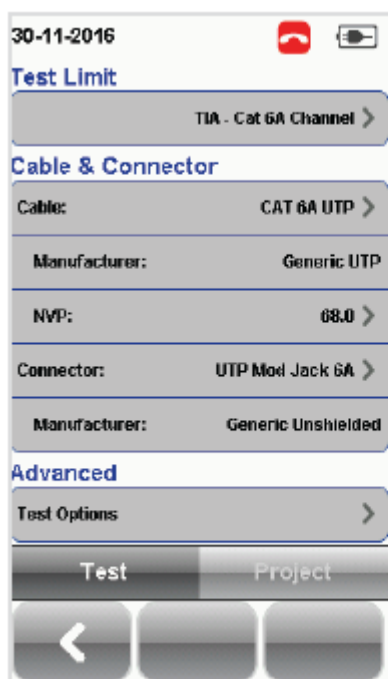 30-11-2016
Test Limit
TIA - Cat 6A Channel
Cable & Connector
Cable: CAT 6A UTP
Manufacturer: Generic UTP
NVP: 68.0
Connector: UTP Mod Jack 6A
Manufacturer: Generic Unshielded
Advanced
Test Options
Test Project